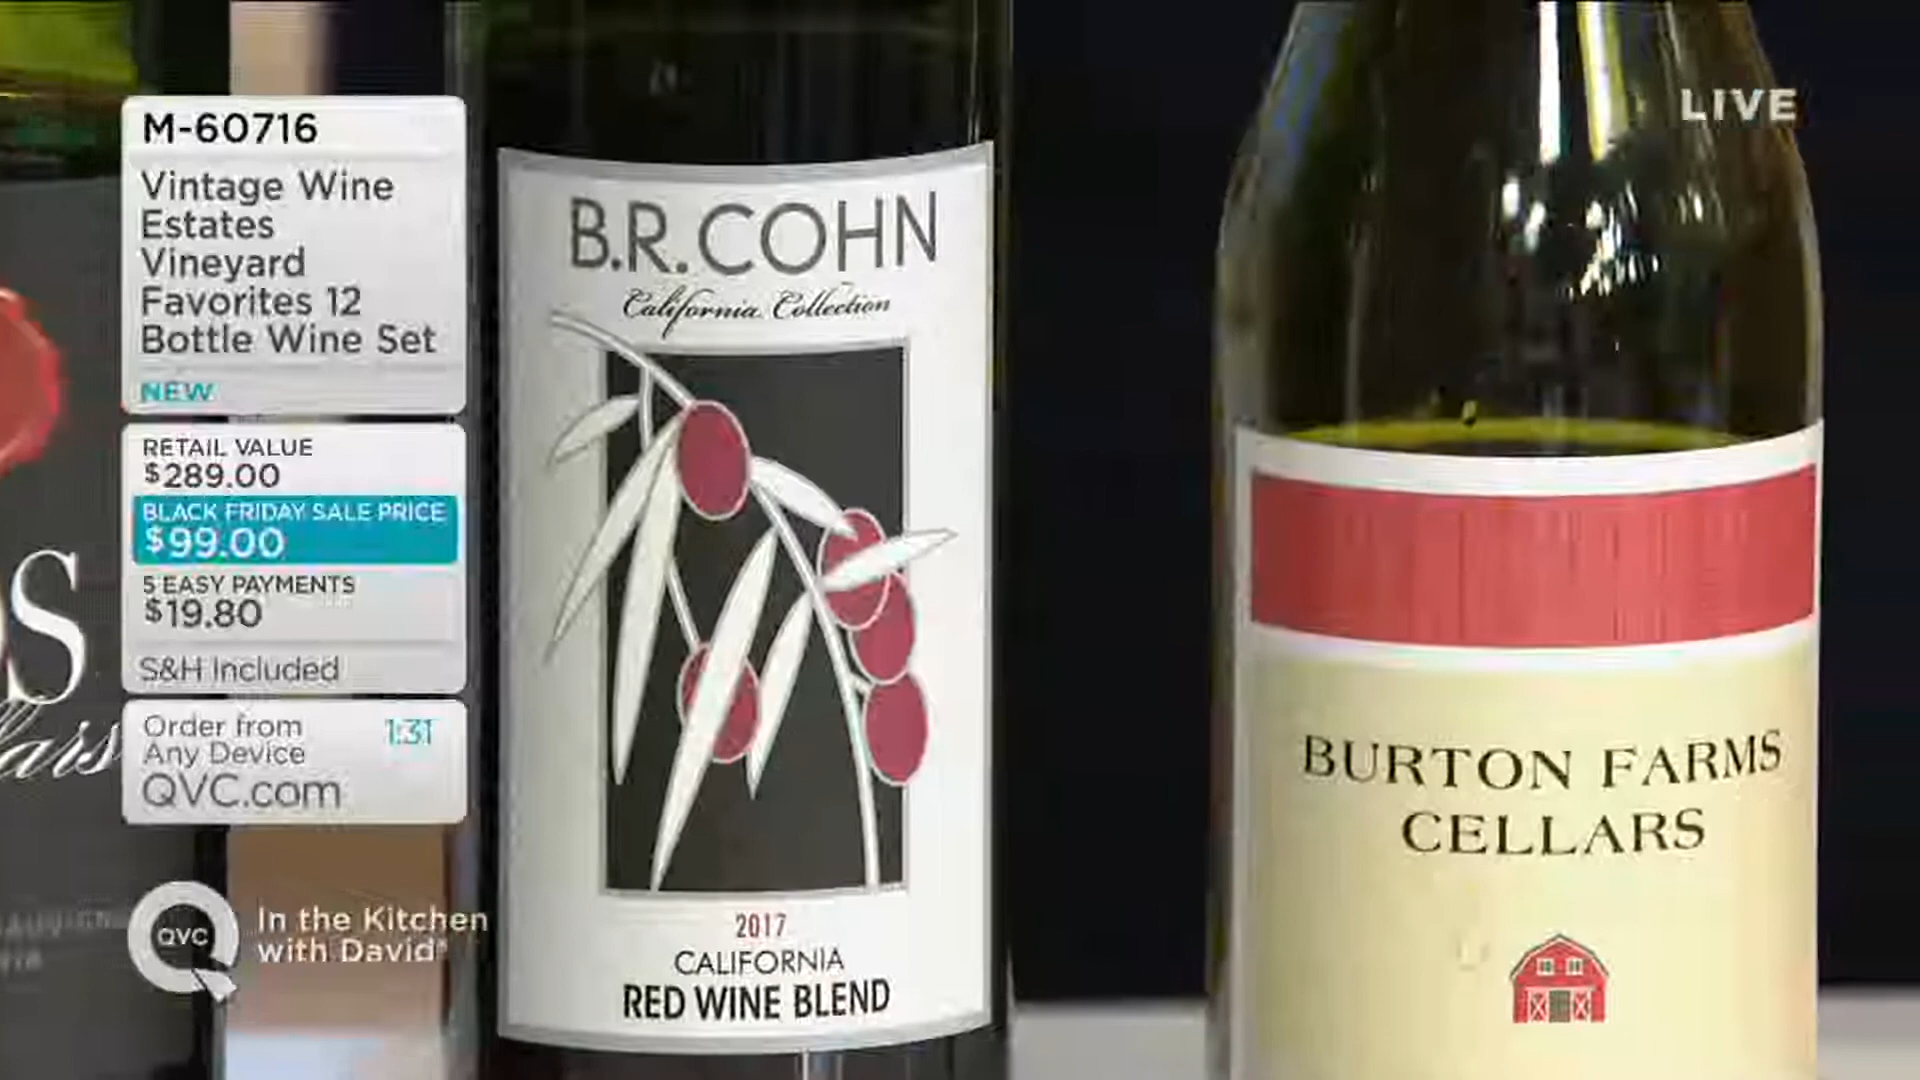 M-60716
Vintage Wine
Estates
Vineyard
Favorites 12
Bottle Wine Set
NEW
RETAIL VALUE
$289.00
BLACK FRIDAY SALE PRICE
$99.00
5 EASY PAYMENTS
$19.80
S&H Included
Order from
Any Device
1:31
QVC.com
QVC
In the Kitchen
with David®
LIVE
B.R. COHN
California Collection
2017
CALIFORNIA
RED WINE BLEND
BURTON FARMS
CELLARS